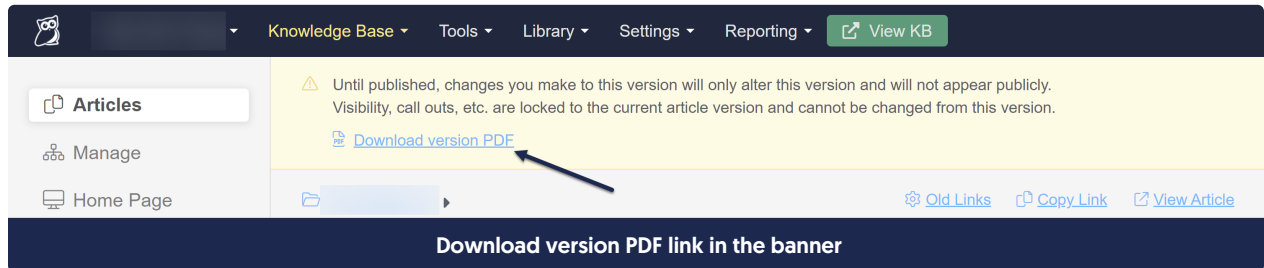 Knowledge Base Tools Library Settings Reporting View KB
Until published, changes you make to this version will only alter this version and will not appear publicly.
Articles
Visibility, call outs, etc. are locked to the current article version and cannot be changed from this version.
PDF Download version PDF
Manage
Home Page
Old Links Copy Link View Article
Download version PDF link in the banner